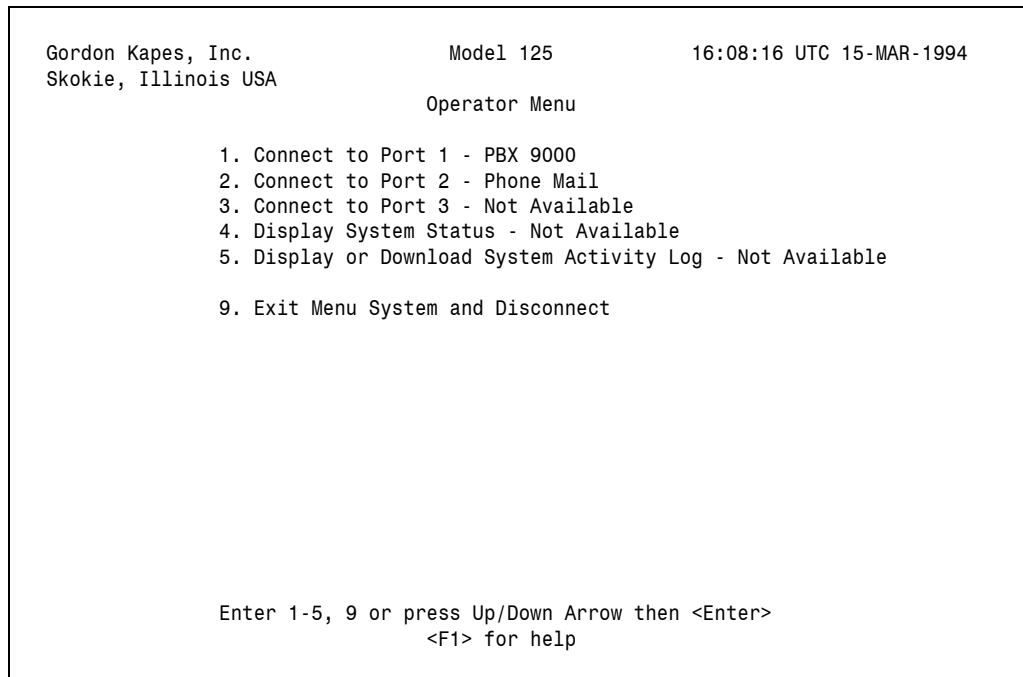 Gordon Kapes, Inc. Model 125 16:08:16 UTC 15-MAR-1994
Skokie, Illinois USA
Operator Menu
1. Connect to Port 1 - PBX 9000
2. Connect to Port 2 - Phone Mail
3. Connect to Port 3 - Not Available
4. Display System Status - Not Available
5. Display or Download System Activity Log - Not Available
9. Exit Menu System and Disconnect
Enter 1-5, 9 or press Up/Down Arrow then <Enter>
<F1> for help